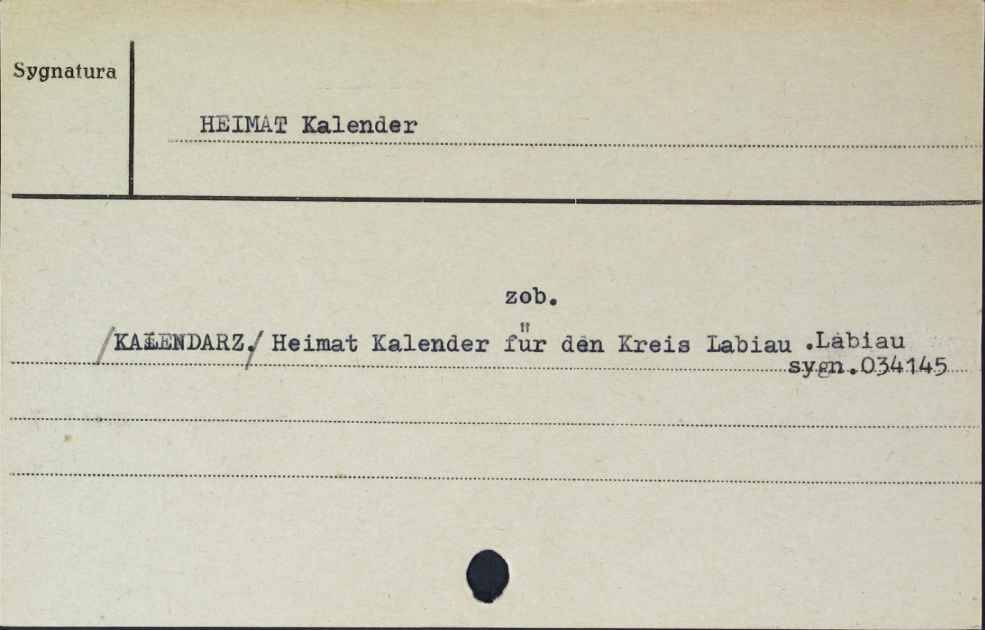 Sygnatura
HEIMAT Kalender
zob.
/KALENDARZ./ Heimat Kalender für den Kreis Labiau .Labiau
sygn.034145